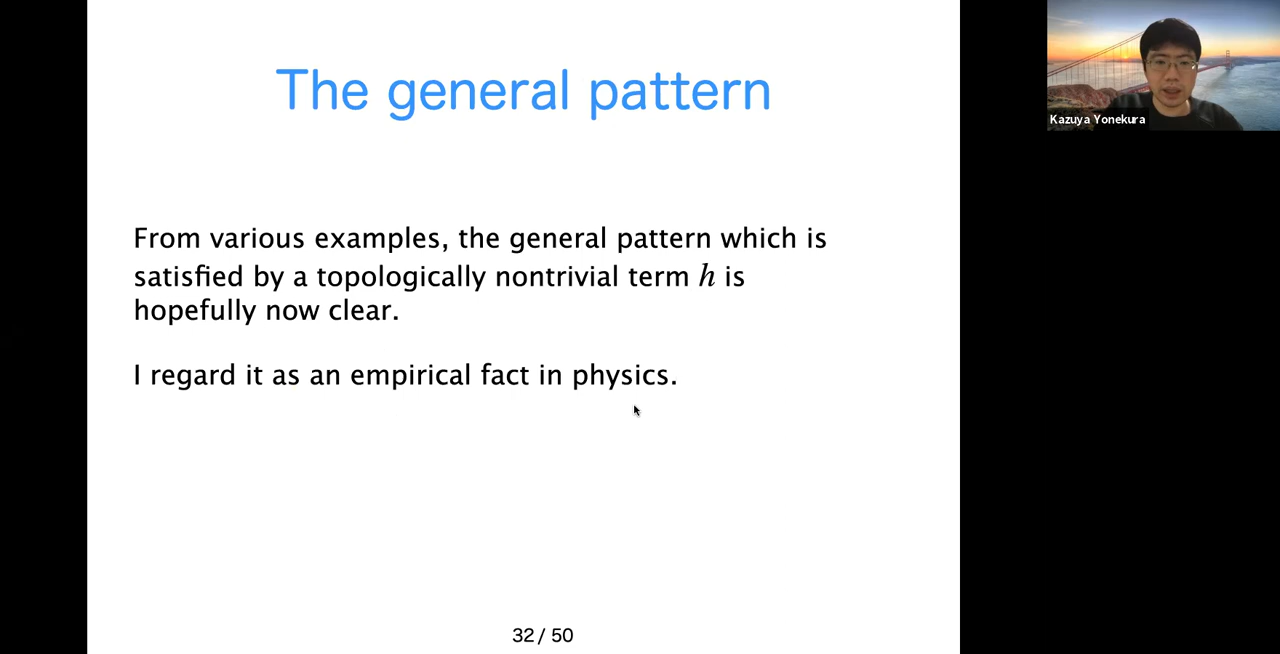 The general pattern
Kazuya Yonekura
From various examples, the general pattern which is
satisfied by a topologically nontrivial term h is
hopefully now clear.
I regard it as an empirical fact in physics.
32 / 50